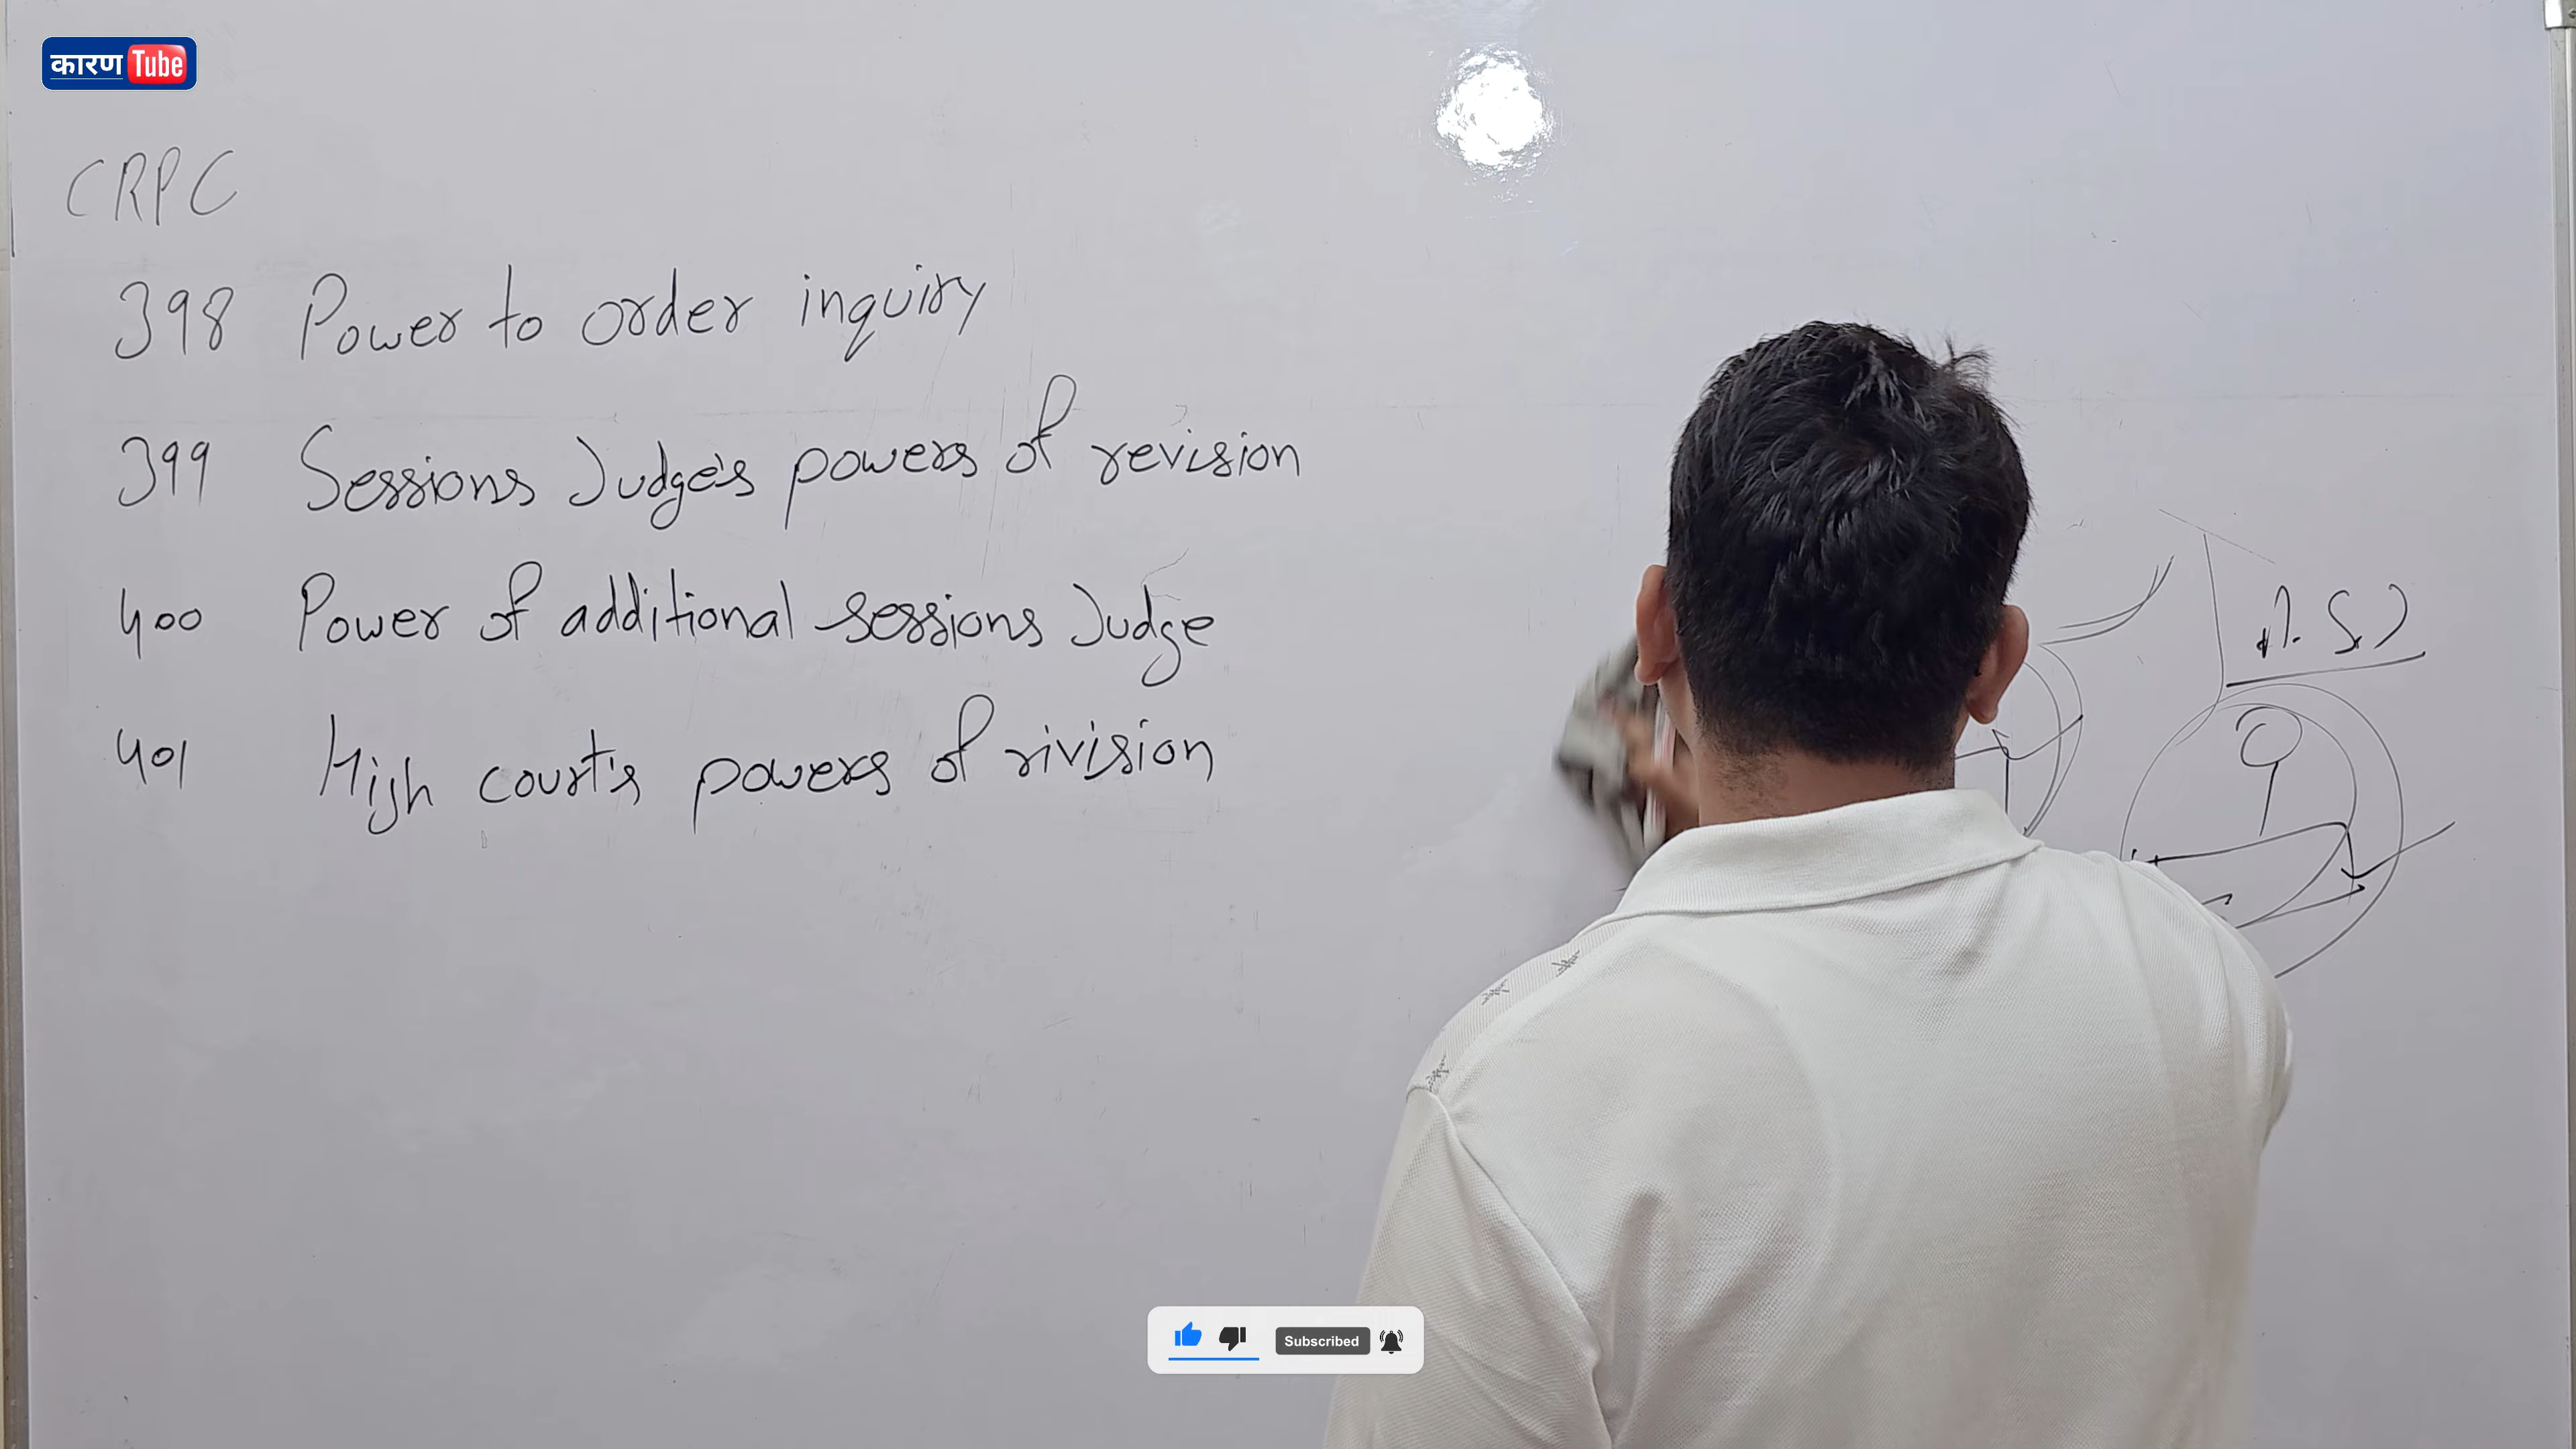 कारण Tube
CRPC
398 Power to order inquiry
399 Sessions Judge's powers of revision
400 Power of additional sessions Judge
401 High court's powers of rivision
A.SJ
Subscribed